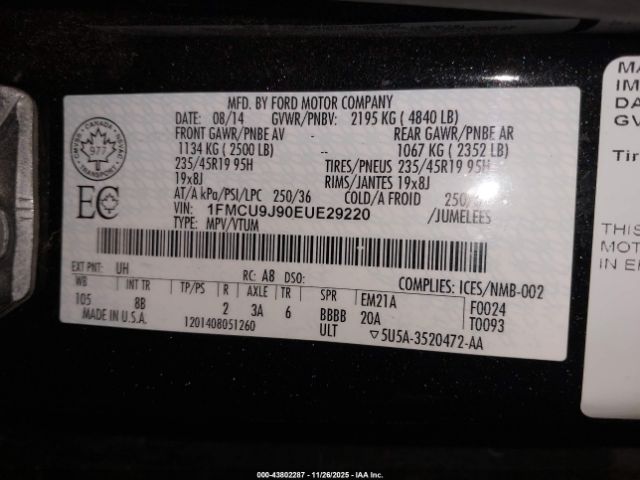 MFD. BY FORD MOTOR COMPANY
DATE: 08/14 GVWR/PNBV: 2195 KG ( 4840 LB)
FRONT GAWR/PNBE AV -- REAR GAWR/PNBE AR
1134 KG ( 2500 LB) 1067 KG ( 2352 LB)
235/45R19 95H TIRES/PNEUS 235/45R19 95H
19x8J RIMS/JANTES 19x8J
AT/A kPa/PSI/LPC 250/36 COLD/A FROID 250/
VIN: 1FMCU9J90EUE29220 /JUMELEES
TYPE: MPV/VTUM
CANADA
977
TRANSPORT
EC
EXT PNT: UH RC: A8 DSO: COMPLIES: ICES/NMB-002
WB INT TR TP/PS R AXLE TR SPR EM21A F0024
105 8B 2 3A 6 BBBB 20A T0093
MADE IN U.S.A. 1201408051260 ULT ▽5U5A-3520472-AA
MA
IM
DA
GV
Tir
THIS
MOT
IN E
000-43802287 - 11/26/2025 - IAA Inc.